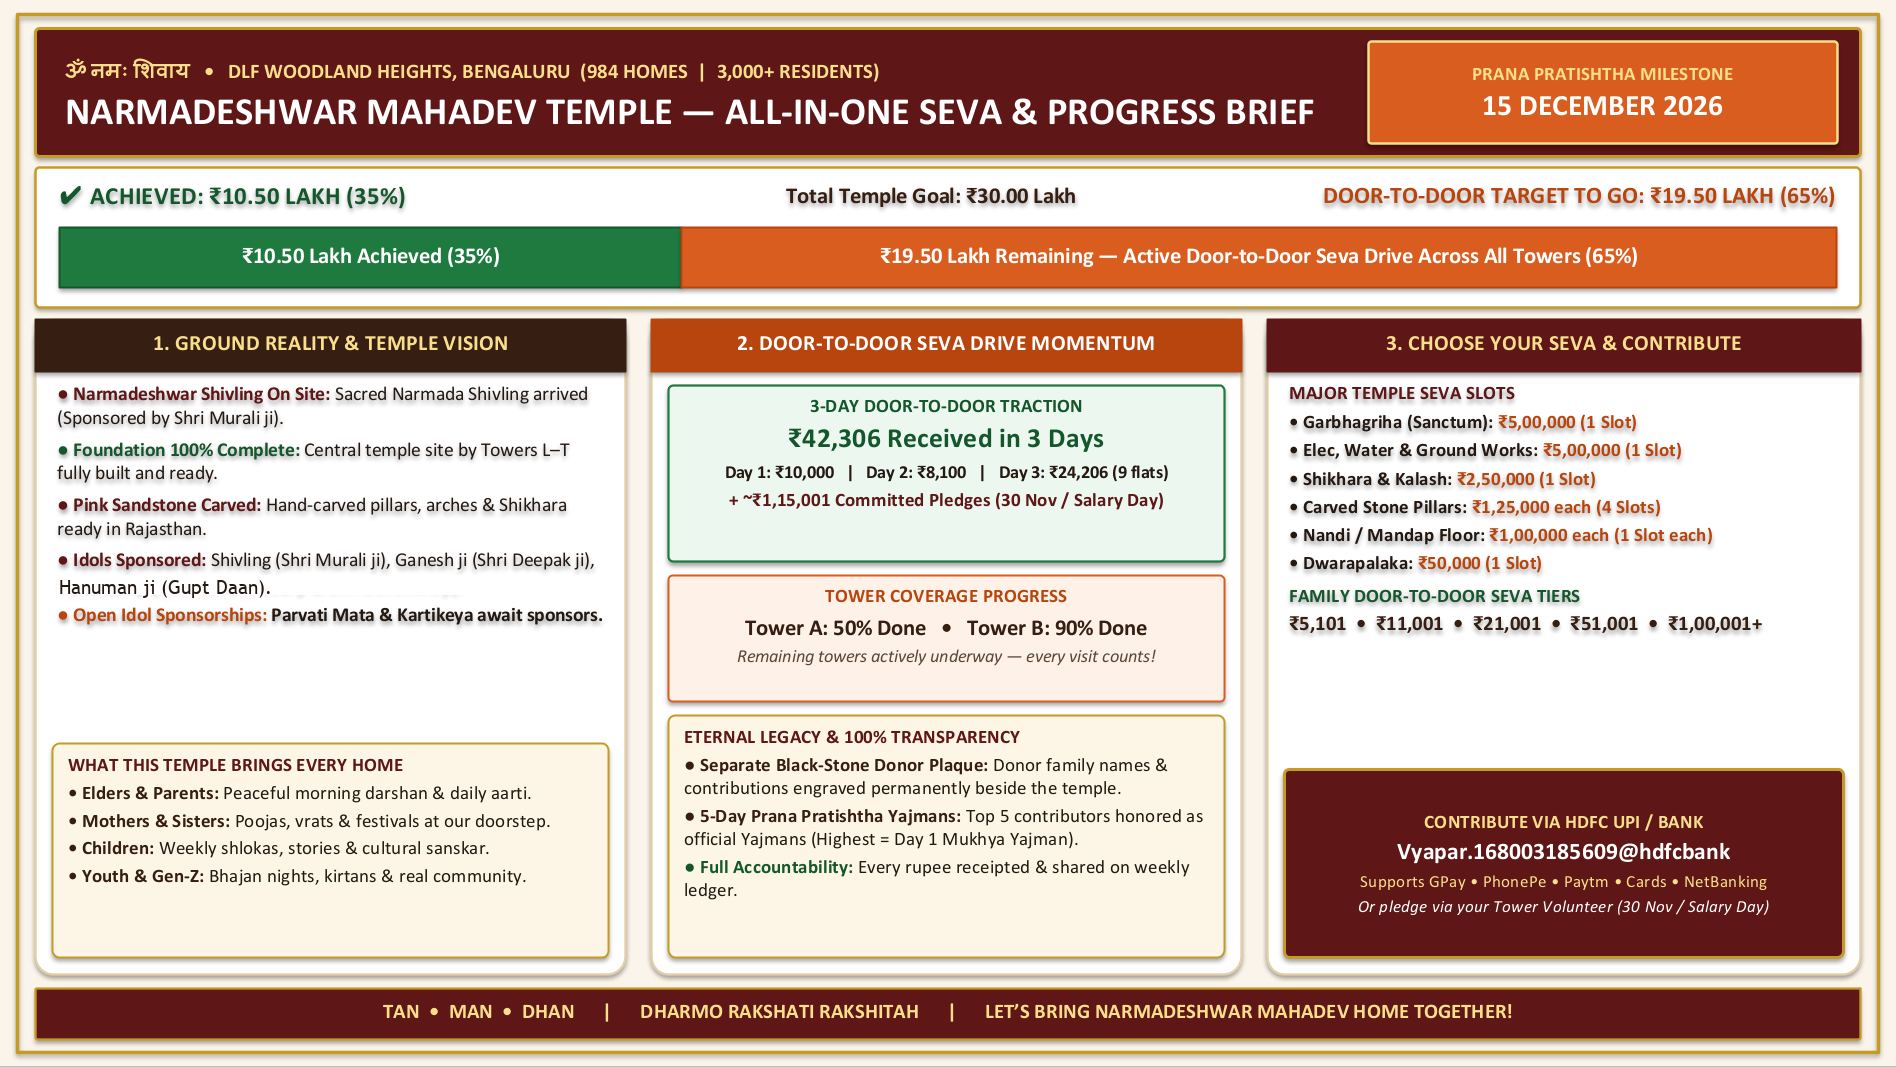 ॐ नमः शिवाय • DLF WOODLAND HEIGHTS, BENGALURU (984 HOMES | 3,000+ RESIDENTS)
NARMADESHWAR MAHADEV TEMPLE — ALL-IN-ONE SEVA & PROGRESS BRIEF
PRANA PRATISHTHA MILESTONE
15 DECEMBER 2026
✔ ACHIEVED: ₹10.50 LAKH (35%)
Total Temple Goal: ₹30.00 Lakh
DOOR-TO-DOOR TARGET TO GO: ₹19.50 LAKH (65%)
₹10.50 Lakh Achieved (35%)
₹19.50 Lakh Remaining — Active Door-to-Door Seva Drive Across All Towers (65%)
1. GROUND REALITY & TEMPLE VISION
● Narmadeshwar Shivling On Site: Sacred Narmada Shivling arrived
(Sponsored by Shri Murali ji).
● Foundation 100% Complete: Central temple site by Towers L–T
fully built and ready.
● Pink Sandstone Carved: Hand-carved pillars, arches & Shikhara
ready in Rajasthan.
● Idols Sponsored: Shivling (Shri Murali ji), Ganesh ji (Shri Deepak ji),
Hanuman ji (Gupt Daan).
● Open Idol Sponsorships: Parvati Mata & Kartikeya await sponsors.
WHAT THIS TEMPLE BRINGS EVERY HOME
• Elders & Parents: Peaceful morning darshan & daily aarti.
• Mothers & Sisters: Poojas, vrats & festivals at our doorstep.
• Children: Weekly shlokas, stories & cultural sanskar.
• Youth & Gen-Z: Bhajan nights, kirtans & real community.
2. DOOR-TO-DOOR SEVA DRIVE MOMENTUM
3-DAY DOOR-TO-DOOR TRACTION
₹42,306 Received in 3 Days
Day 1: ₹10,000 | Day 2: ₹8,100 | Day 3: ₹24,206 (9 flats)
+ ~₹1,15,001 Committed Pledges (30 Nov / Salary Day)
TOWER COVERAGE PROGRESS
Tower A: 50% Done • Tower B: 90% Done
Remaining towers actively underway — every visit counts!
ETERNAL LEGACY & 100% TRANSPARENCY
● Separate Black-Stone Donor Plaque: Donor family names &
contributions engraved permanently beside the temple.
● 5-Day Prana Pratishtha Yajmans: Top 5 contributors honored as
official Yajmans (Highest = Day 1 Mukhya Yajman).
● Full Accountability: Every rupee receipted & shared on weekly
ledger.
3. CHOOSE YOUR SEVA & CONTRIBUTE
MAJOR TEMPLE SEVA SLOTS
• Garbhagriha (Sanctum): ₹5,00,000 (1 Slot)
• Elec, Water & Ground Works: ₹5,00,000 (1 Slot)
• Shikhara & Kalash: ₹2,50,000 (1 Slot)
• Carved Stone Pillars: ₹1,25,000 each (4 Slots)
• Nandi / Mandap Floor: ₹1,00,000 each (1 Slot each)
• Dwarapalaka: ₹50,000 (1 Slot)
FAMILY DOOR-TO-DOOR SEVA TIERS
₹5,101 • ₹11,001 • ₹21,001 • ₹51,001 • ₹1,00,001+
CONTRIBUTE VIA HDFC UPI / BANK
Vyapar.168003185609@hdfcbank
Supports GPay • PhonePe • Paytm • Cards • NetBanking
Or pledge via your Tower Volunteer (30 Nov / Salary Day)
TAN • MAN • DHAN | DHARMO RAKSHATI RAKSHITAH | LET’S BRING NARMADESHWAR MAHADEV HOME TOGETHER!